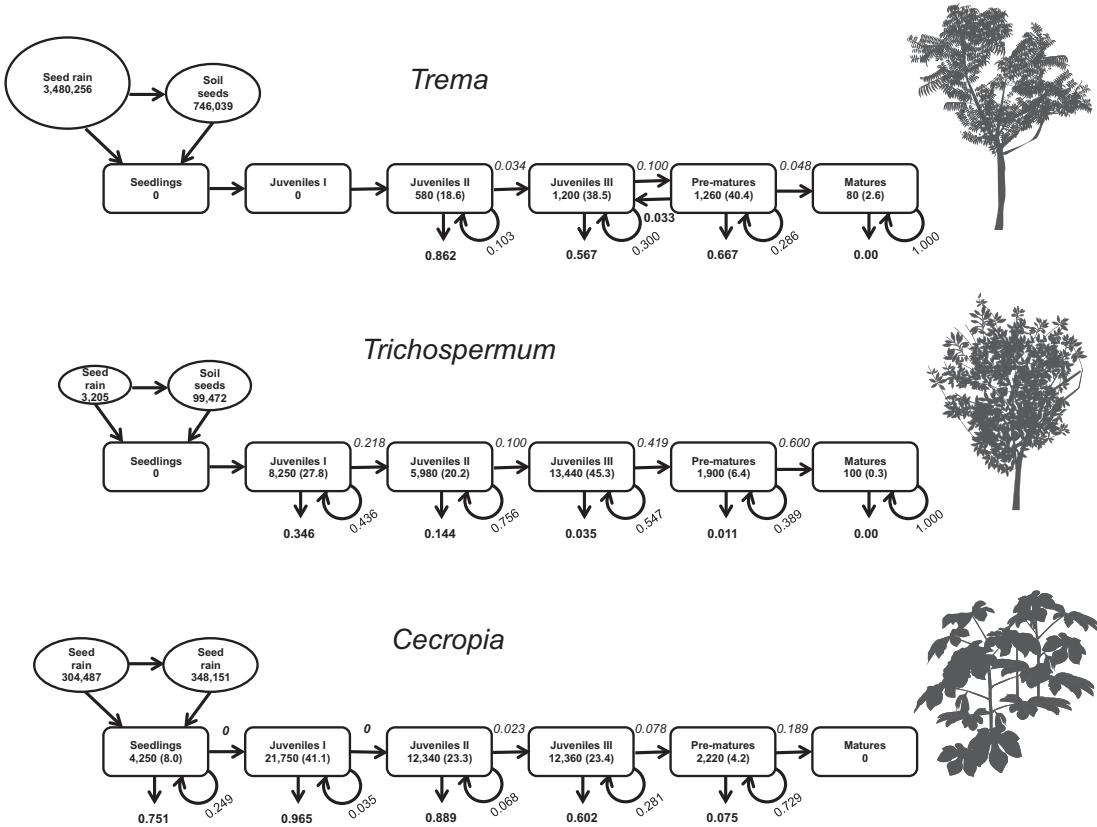 Trema
Seed rain
3,480,256
Soil
seeds
746,039
0.034
0.100
0.048
Seedlings
0
Juveniles I
0
Juveniles II
580 (18.6)
Juveniles III
1,200 (38.5)
Pre-matures
1,260 (40.4)
Matures
80 (2.6)
0.033
0.862
0.103
0.567
0.300
0.667
0.286
0.00
1.000
Trichospermum
Seed
rain
3,205
Soil
seeds
99,472
0.218
0.100
0.419
0.600
Seedlings
0
Juveniles I
8,250 (27.8)
Juveniles II
5,980 (20.2)
Juveniles III
13,440 (45.3)
Pre-matures
1,900 (6.4)
Matures
100 (0.3)
0.346
0.436
0.144
0.756
0.035
0.547
0.011
0.389
0.00
1.000
Cecropia
Seed
rain
304,487
Seed
rain
348,151
0
0
0.023
0.078
0.189
Seedlings
4,250 (8.0)
Juveniles I
21,750 (41.1)
Juveniles II
12,340 (23.3)
Juveniles III
12,360 (23.4)
Pre-matures
2,220 (4.2)
Matures
0
0.751
0.249
0.965
0.035
0.889
0.068
0.602
0.281
0.075
0.729